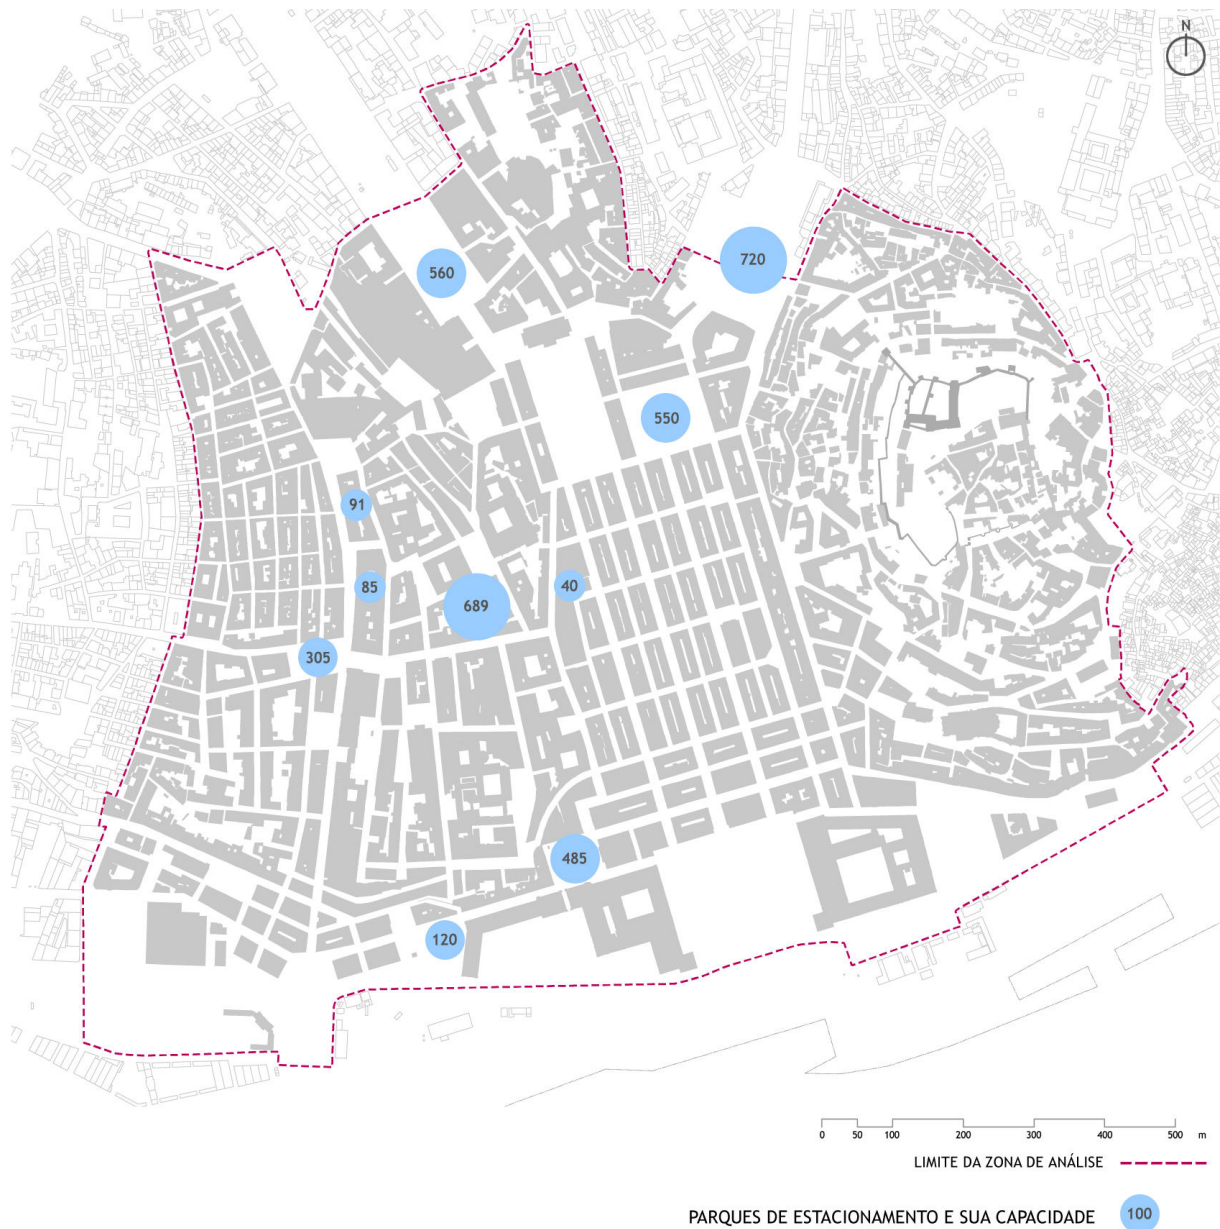 N
720
560
550
91
85
40
689
305
485
120
0 50 100 200 300 400 500 m
LIMITE DA ZONA DE ANÁLISE
PARQUES DE ESTACIONAMENTO E SUA CAPACIDADE 100